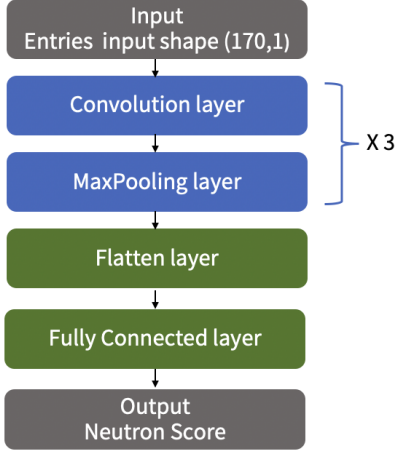 Input
Entries input shape (170,1)
Convolution layer
X 3
MaxPooling layer
Flatten layer
Fully Connected layer
Output
Neutron Score